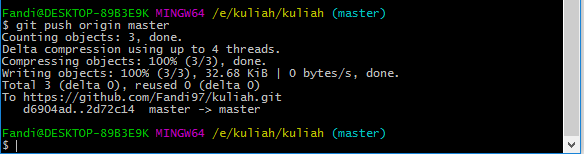 Fandi@DESKTOP-89B3E9K MINGW64 /e/kuliah/kuliah (master)
$ git push origin master
Counting objects: 3, done.
Delta compression using up to 4 threads.
Compressing objects: 100% (3/3), done.
Writing objects: 100% (3/3), 32.68 KiB | 0 bytes/s, done.
Total 3 (delta 0), reused 0 (delta 0)
To https://github.com/Fandi97/kuliah.git
   d6904ad..2d72c14  master -> master
Fandi@DESKTOP-89B3E9K MINGW64 /e/kuliah/kuliah (master)
$